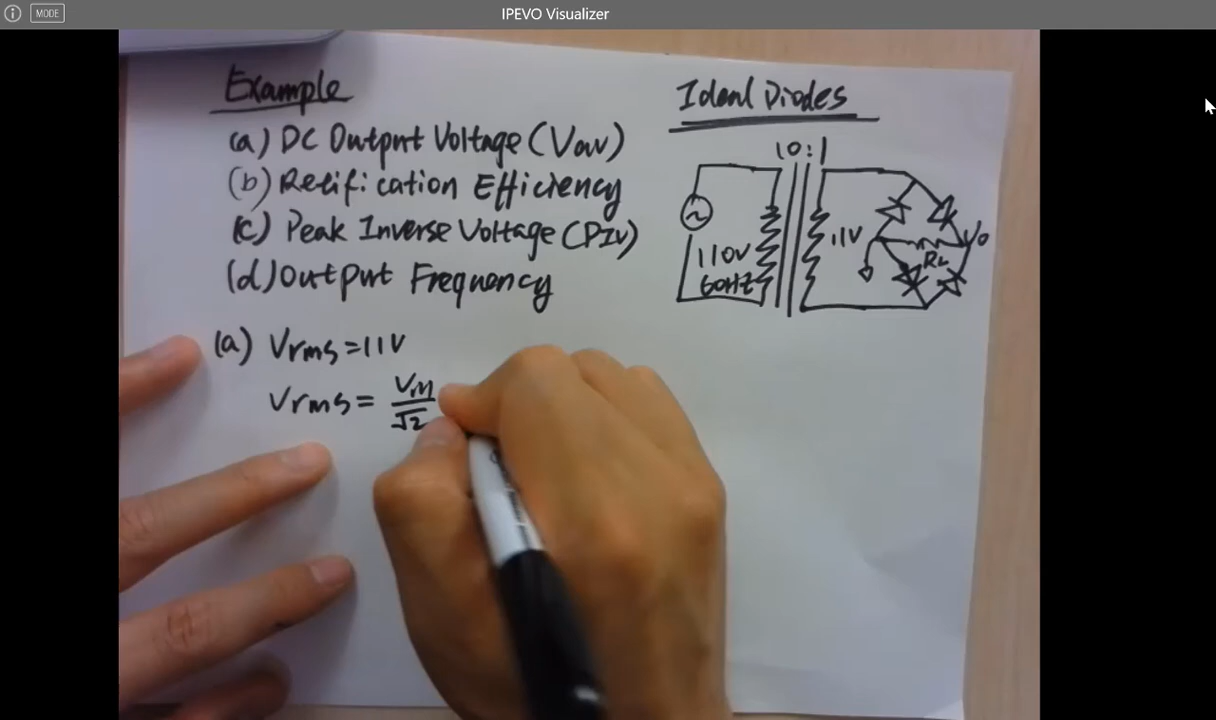 IPEVO Visualizer
MODE
Example
(a) DC Output Voltage (Vav)
(b) Retification Efficiency
(c) Peak Inverse Voltage (PIV)
(d) Output Frequency
(a) Vrms = 11V
Vrms = VM/√2
Ideal Diodes
10:1
110V
60HZ
11V
RL
Vo